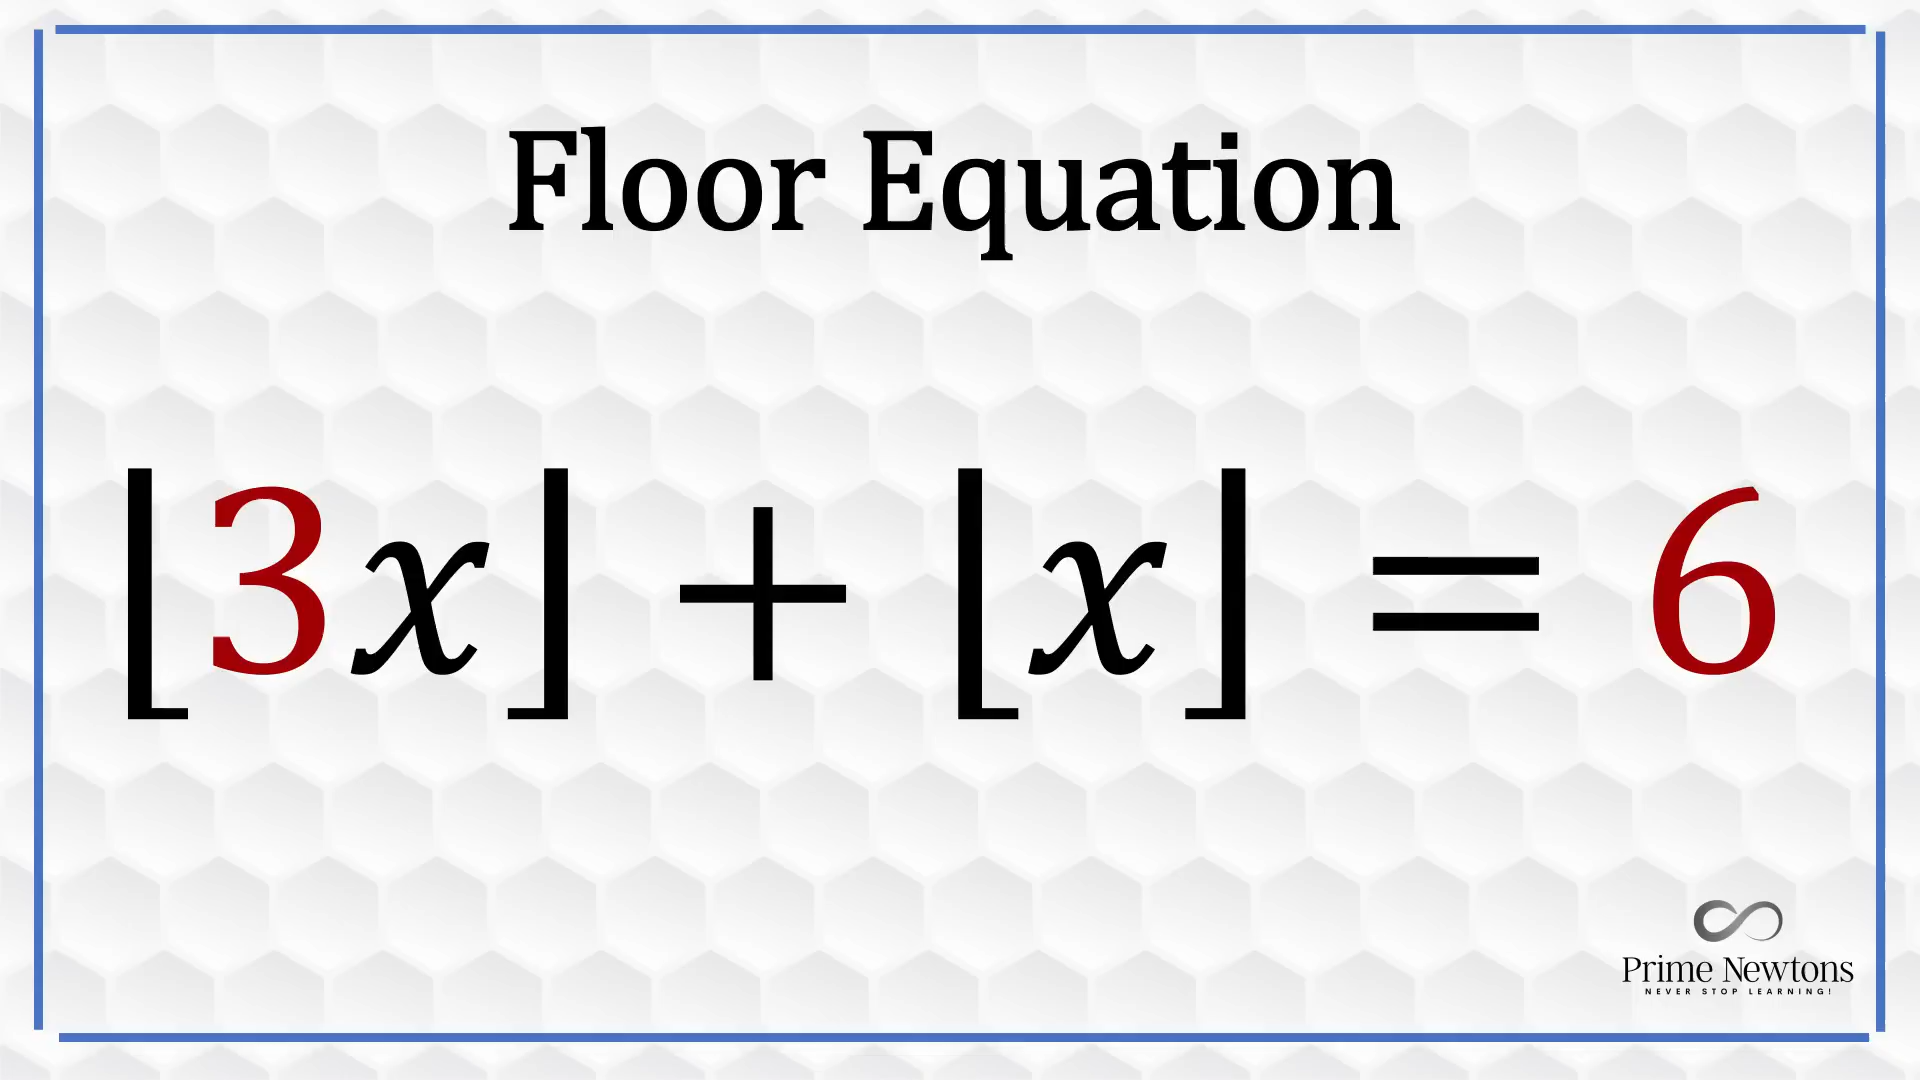 Floor Equation
⌊3x⌋ + ⌊x⌋ = 6
Prime Newtons
NEVER STOP LEARNING!